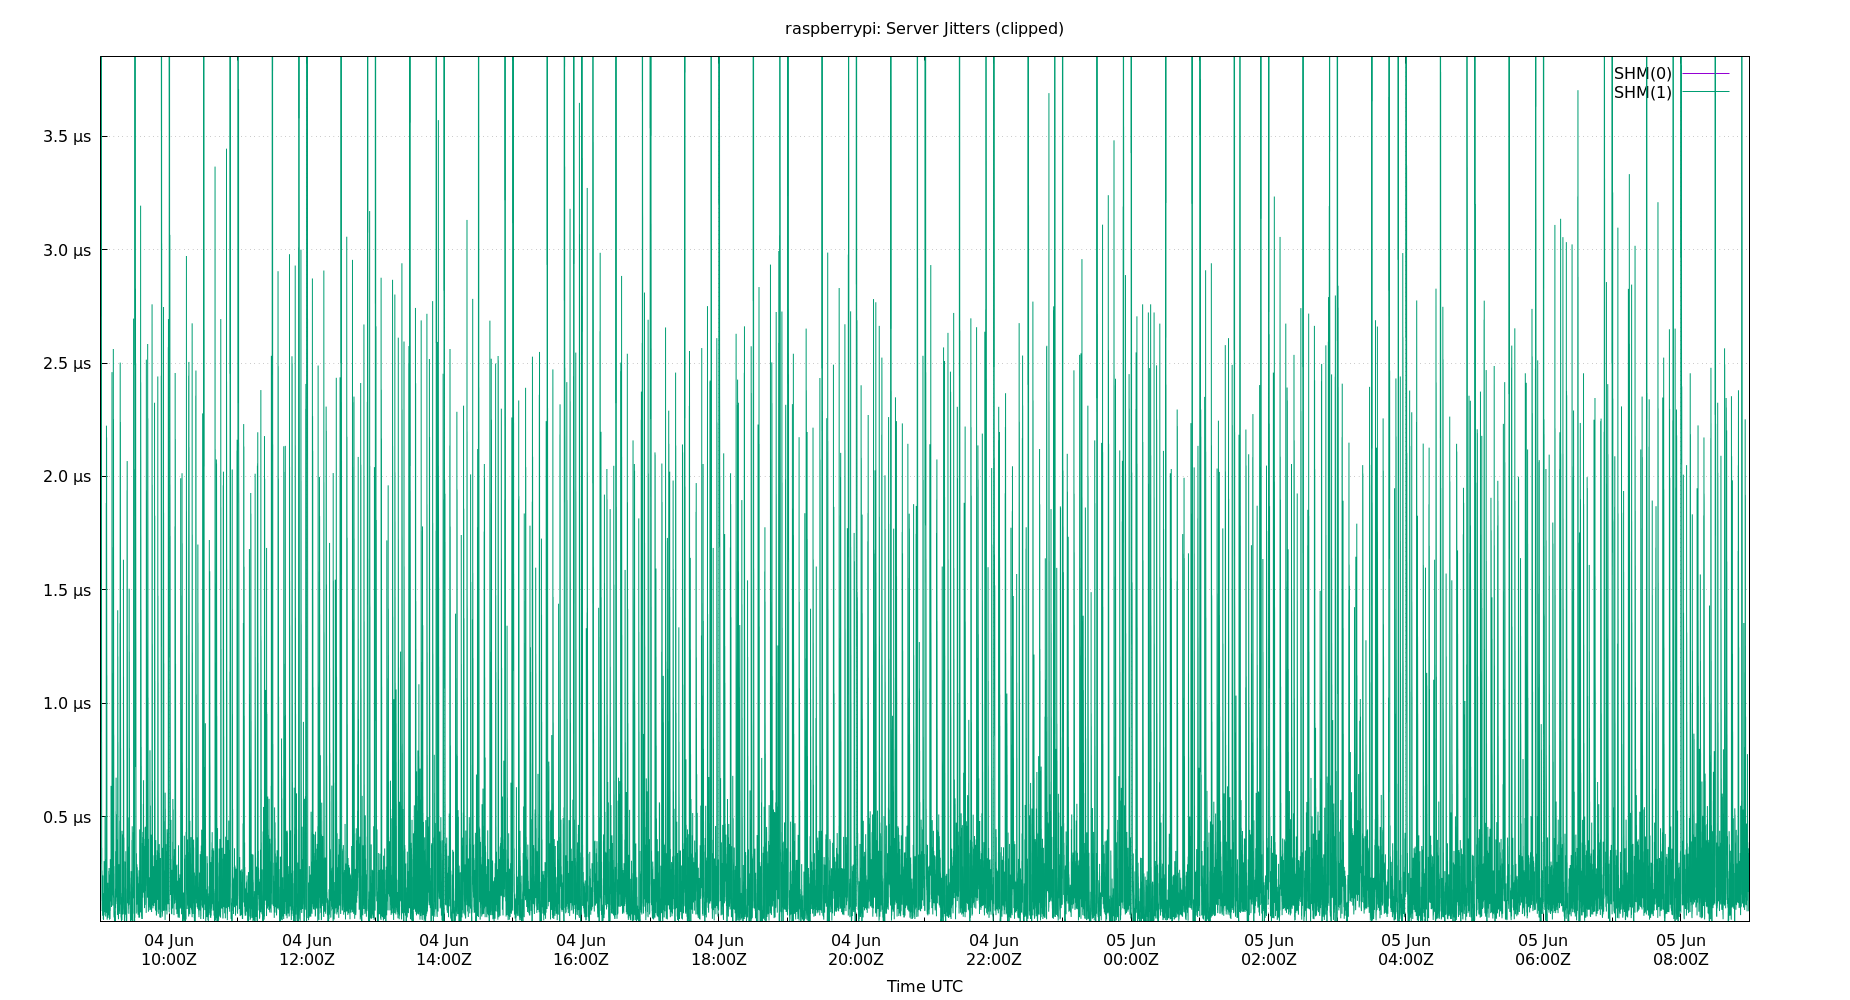 raspberrypi: Server Jitters (clipped)
SHM(0)
SHM(1)
3.5 µs
3.0 µs
2.5 µs
2.0 µs
1.5 µs
1.0 µs
0.5 µs
04 Jun 04 Jun 04 Jun 04 Jun 04 Jun 04 Jun 04 Jun 05 Jun 05 Jun 05 Jun 05 Jun 05 Jun
10:00Z 12:00Z 14:00Z 16:00Z 18:00Z 20:00Z 22:00Z 00:00Z 02:00Z 04:00Z 06:00Z 08:00Z
Time UTC